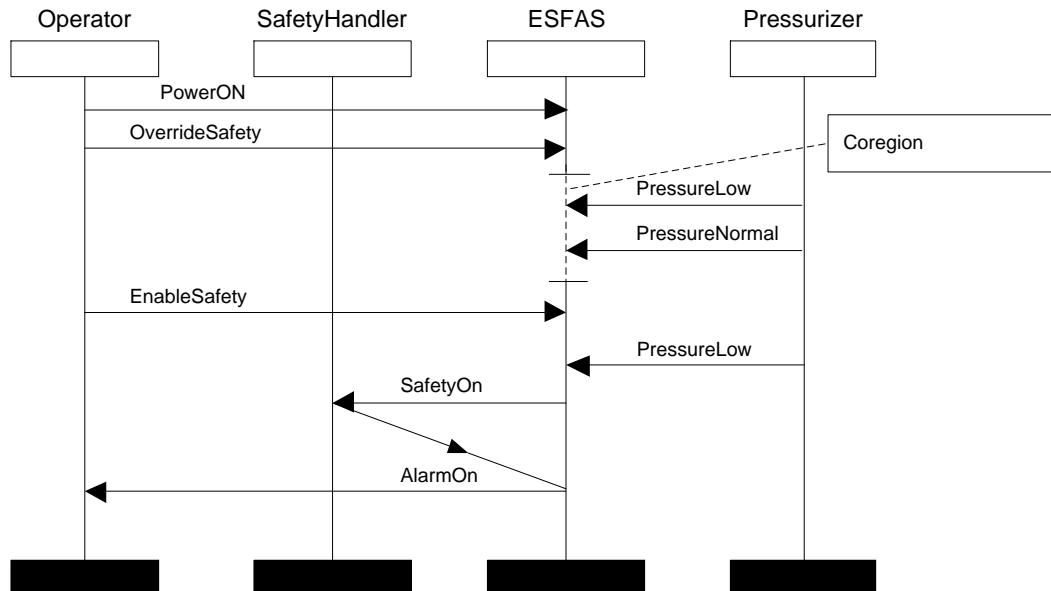 Operator
SafetyHandler
ESFAS
Pressurizer
PowerON
OverrideSafety
Coregion
PressureLow
PressureNormal
EnableSafety
PressureLow
SafetyOn
AlarmOn